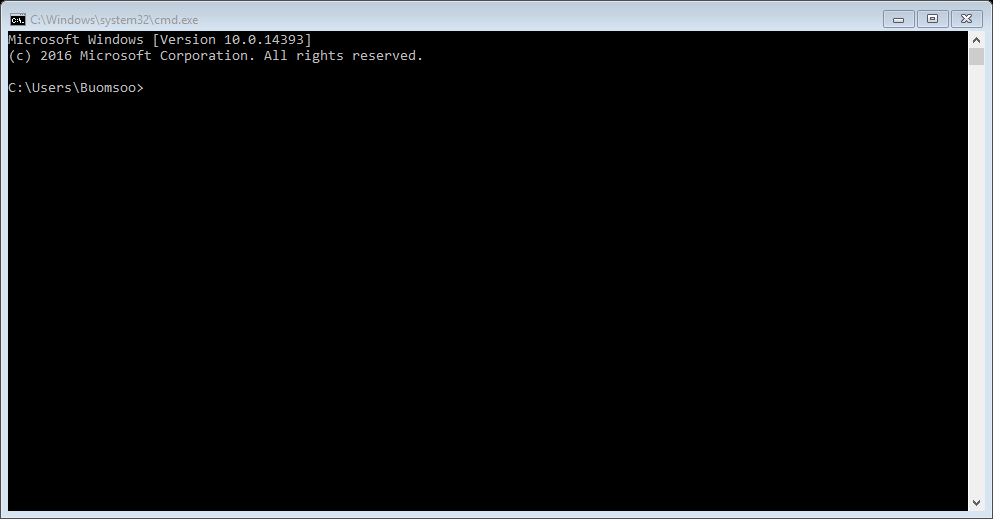 C:\Windows\system32\cmd.exe
Microsoft Windows [Version 10.0.14393]
(c) 2016 Microsoft Corporation. All rights reserved.
C:\Users\Buomsoo>